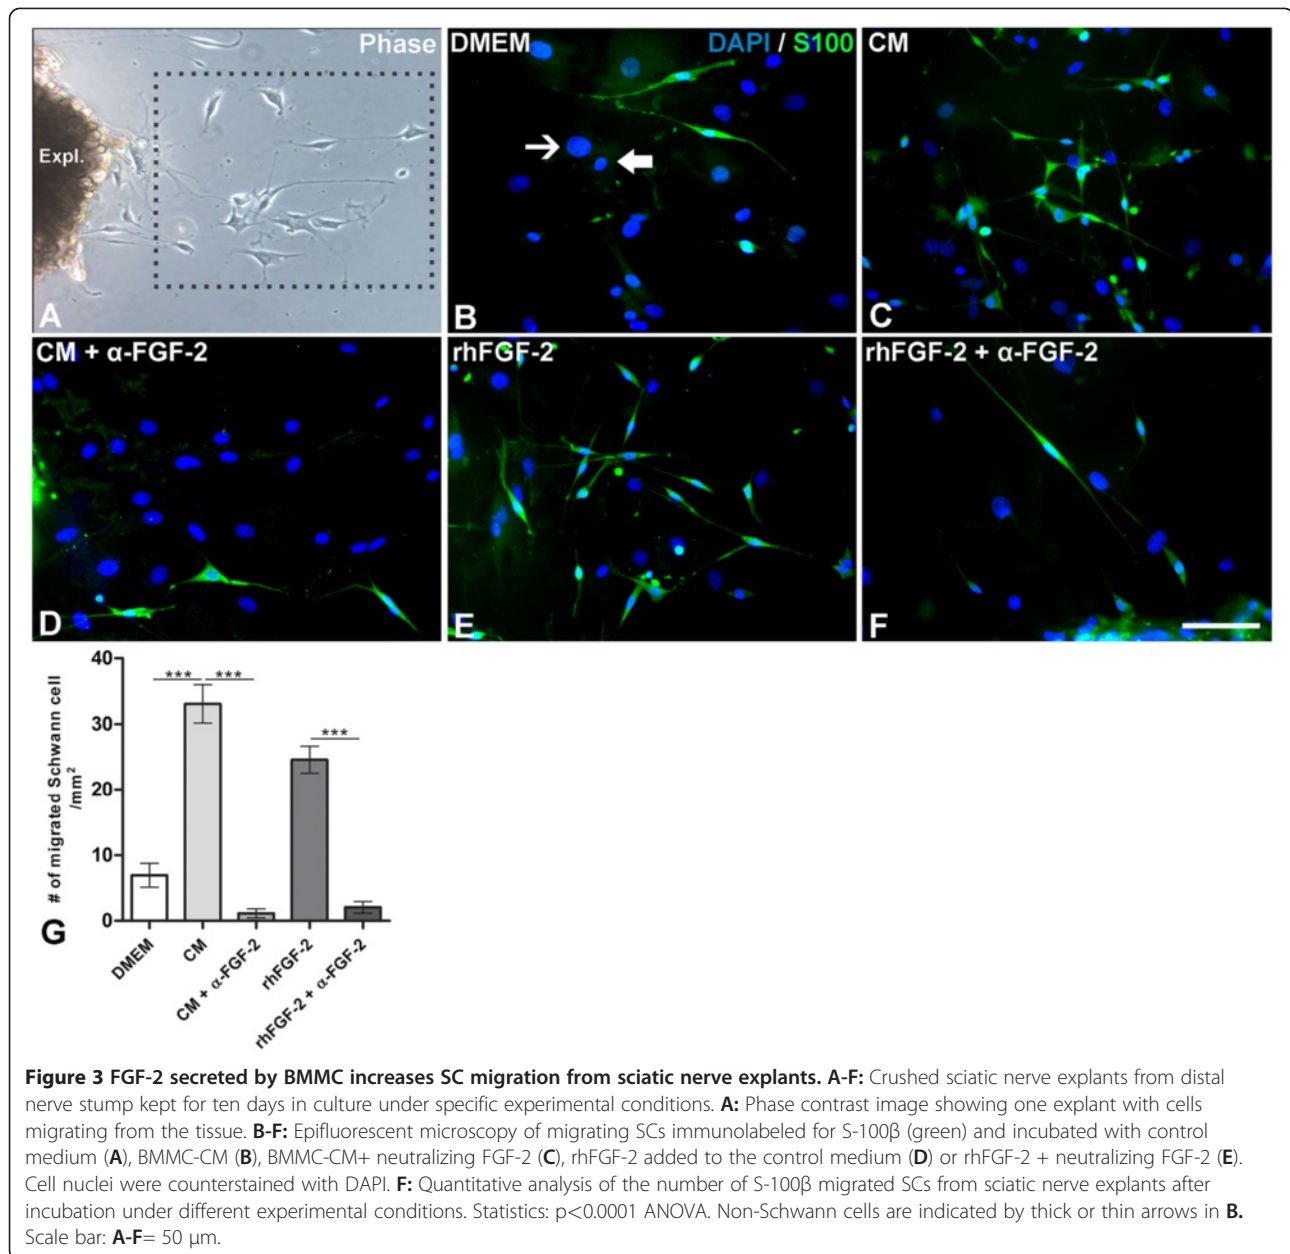 Phase
Expl.
A
DMEM
DAPI / S100
B
CM
C
CM + α-FGF-2
D
rhFGF-2
E
rhFGF-2 + α-FGF-2
F
40
30
20
10
0
# of migrated Schwann cell
/mm²
***
***
***
G
DMEM
CM
CM + α-FGF-2
rhFGF-2
rhFGF-2 + α-FGF-2
Figure 3 FGF-2 secreted by BMMC increases SC migration from sciatic nerve explants. A-F: Crushed sciatic nerve explants from distal
nerve stump kept for ten days in culture under specific experimental conditions. A: Phase contrast image showing one explant with cells
migrating from the tissue. B-F: Epifluorescent microscopy of migrating SCs immunolabeled for S-100β (green) and incubated with control
medium (A), BMMC-CM (B), BMMC-CM+ neutralizing FGF-2 (C), rhFGF-2 added to the control medium (D) or rhFGF-2 + neutralizing FGF-2 (E).
Cell nuclei were counterstained with DAPI. F: Quantitative analysis of the number of S-100β migrated SCs from sciatic nerve explants after
incubation under different experimental conditions. Statistics: p<0.0001 ANOVA. Non-Schwann cells are indicated by thick or thin arrows in B.
Scale bar: A-F= 50 μm.